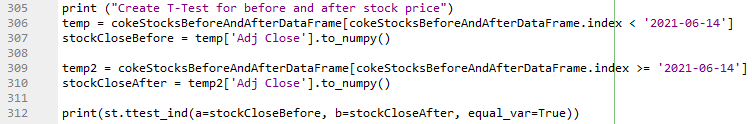 305 print ("Create T-Test for before and after stock price")
306 temp = cokeStocksBeforeAndAfterDataFrame[cokeStocksBeforeAndAfterDataFrame.index < '2021-06-14']
307 stockCloseBefore = temp['Adj Close'].to_numpy()
308
309 temp2 = cokeStocksBeforeAndAfterDataFrame[cokeStocksBeforeAndAfterDataFrame.index >= '2021-06-14']
310 stockCloseAfter = temp2['Adj Close'].to_numpy()
311
312 print(st.ttest_ind(a=stockCloseBefore, b=stockCloseAfter, equal_var=True))